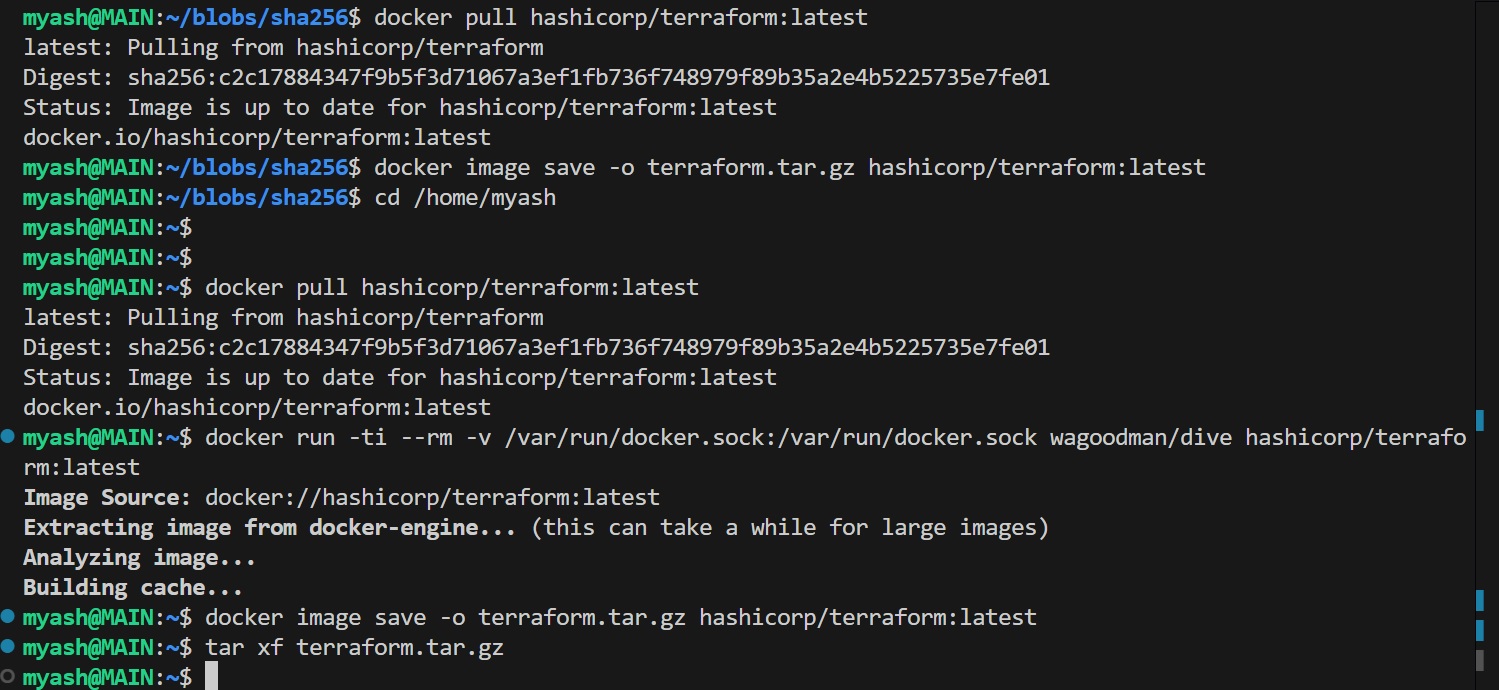 myash@MAIN:~/blobs/sha256$ docker pull hashicorp/terraform:latest
latest: Pulling from hashicorp/terraform
Digest: sha256:c2c17884347f9b5f3d71067a3ef1fb736f748979f89b35a2e4b5225735e7fe01
Status: Image is up to date for hashicorp/terraform:latest
docker.io/hashicorp/terraform:latest
myash@MAIN:~/blobs/sha256$ docker image save -o terraform.tar.gz hashicorp/terraform:latest
myash@MAIN:~/blobs/sha256$ cd /home/myash
myash@MAIN:~$
myash@MAIN:~$
myash@MAIN:~$ docker pull hashicorp/terraform:latest
latest: Pulling from hashicorp/terraform
Digest: sha256:c2c17884347f9b5f3d71067a3ef1fb736f748979f89b35a2e4b5225735e7fe01
Status: Image is up to date for hashicorp/terraform:latest
docker.io/hashicorp/terraform:latest
myash@MAIN:~$ docker run -ti --rm -v /var/run/docker.sock:/var/run/docker.sock wagoodman/dive hashicorp/terrafo
rm:latest
Image Source: docker://hashicorp/terraform:latest
Extracting image from docker-engine... (this can take a while for large images)
Analyzing image...
Building cache...
myash@MAIN:~$ docker image save -o terraform.tar.gz hashicorp/terraform:latest
myash@MAIN:~$ tar xf terraform.tar.gz
myash@MAIN:~$